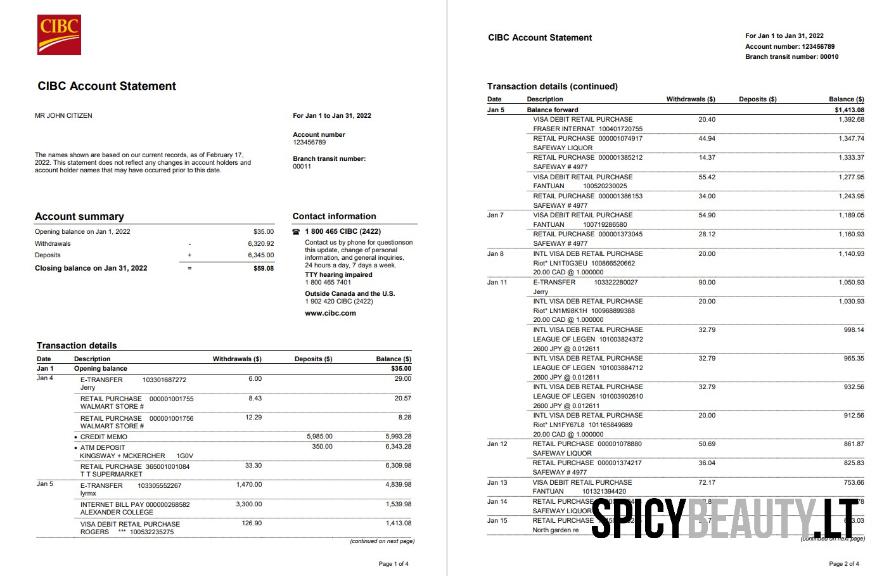 CIBC
CIBC Account Statement
MR JOHN CITIZEN
The names shown are based on our current records, as of February 17,
2022. This statement does not reflect any changes in account holders and
account holder names that may have occurred prior to this date.
For Jan 1 to Jan 31, 2022
Account number
123456789
Branch transit number:
00011
Account summary
Opening balance on Jan 1, 2022 $35.00
Withdrawals - 6,320.92
Deposits + 6,345.00
Closing balance on Jan 31, 2022 = $59.08
Contact information
☎ 1 800 465 CIBC (2422)
Contact us by phone for questionson
this update, change of personal
information, and general inquiries,
24 hours a day, 7 days a week.
TTY hearing impaired
1 800 465 7401
Outside Canada and the U.S.
1 902 420 CIBC (2422)
www.cibc.com
Transaction details
Date Description Withdrawals ($) Deposits ($) Balance ($)
Jan 1 Opening balance $35.00
Jan 4 E-TRANSFER 103301687272 6.00 29.00
Jerry
RETAIL PURCHASE 000001001755 8.43 20.57
WALMART STORE #
RETAIL PURCHASE 000001001756 12.29 8.28
WALMART STORE #
• CREDIT MEMO 5,985.00 5,993.28
• ATM DEPOSIT 350.00 6,343.28
KINGSWAY + MCKERCHER 1G0V
RETAIL PURCHASE 365001001084 33.30 6,309.98
T T SUPERMARKET
Jan 5 E-TRANSFER 103305552267 1,470.00 4,839.98
lyrmx
INTERNET BILL PAY 000000268582 3,300.00 1,539.98
ALEXANDER COLLEGE
VISA DEBIT RETAIL PURCHASE 126.90 1,413.08
ROGERS *** 100532235275
(continued on next page)
Page 1 of 4
CIBC Account Statement
For Jan 1 to Jan 31, 2022
Account number: 123456789
Branch transit number: 00010
Transaction details (continued)
Date Description Withdrawals ($) Deposits ($) Balance ($)
Jan 5 Balance forward $1,413.08
VISA DEBIT RETAIL PURCHASE 20.40 1,392.68
FRASER INTERNAT 100401720755
RETAIL PURCHASE 000001074917 44.94 1,347.74
SAFEWAY LIQUOR
RETAIL PURCHASE 000001385212 14.37 1,333.37
SAFEWAY # 4977
VISA DEBIT RETAIL PURCHASE 55.42 1,277.95
FANTUAN 100520230025
RETAIL PURCHASE 000001386153 34.00 1,243.95
SAFEWAY # 4977
Jan 7 VISA DEBIT RETAIL PURCHASE 54.90 1,189.05
FANTUAN 100719286580
RETAIL PURCHASE 000001373045 28.12 1,160.93
SAFEWAY # 4977
Jan 8 INTL VISA DEB RETAIL PURCHASE 20.00 1,140.93
Riot* LN1T0G3EU 100866520662
20.00 CAD @ 1.000000
Jan 11 E-TRANSFER 103322280027 90.00 1,050.93
Jerry
INTL VISA DEB RETAIL PURCHASE 20.00 1,030.93
Riot* LN1M98K1H 100968899388
20.00 CAD @ 1.000000
INTL VISA DEB RETAIL PURCHASE 32.79 998.14
LEAGUE OF LEGEN 101003824372
2600 JPY @ 0.012611
INTL VISA DEB RETAIL PURCHASE 32.79 965.35
LEAGUE OF LEGEN 101003884712
2600 JPY @ 0.012611
INTL VISA DEB RETAIL PURCHASE 32.79 932.56
LEAGUE OF LEGEN 101003902610
2600 JPY @ 0.012611
INTL VISA DEB RETAIL PURCHASE 20.00 912.56
Riot* LN1FY67L8 101165849689
20.00 CAD @ 1.000000
Jan 12 RETAIL PURCHASE 000001078880 50.69 861.87
SAFEWAY LIQUOR
RETAIL PURCHASE 000001374217 36.04 825.83
SAFEWAY # 4977
Jan 13 VISA DEBIT RETAIL PURCHASE 72.17 753.66
FANTUAN 101321394420
Jan 14 RETAIL PURCHASE
SAFEWAY LIQUOR
Jan 15 RETAIL PURCHASE
North garden re
(continued on next page)
SPICYBEAUTY.LT
Page 2 of 4